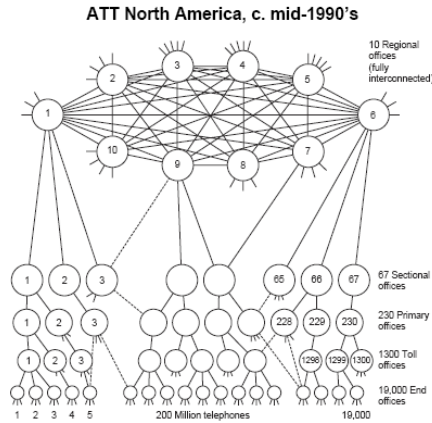 ATT North America, c. mid-1990's
10 Regional
offices
(fully
interconnected)
3
4
2
5
1
6
10
7
9
8
1
2
3
65
66
67
67 Sectional
offices
1
2
3
228
229
230
230 Primary
offices
1
2
3
1298
1299
1300
1300 Toll
offices
19,000 End
offices
1
2
3
4
5
200 Million telephones
19,000